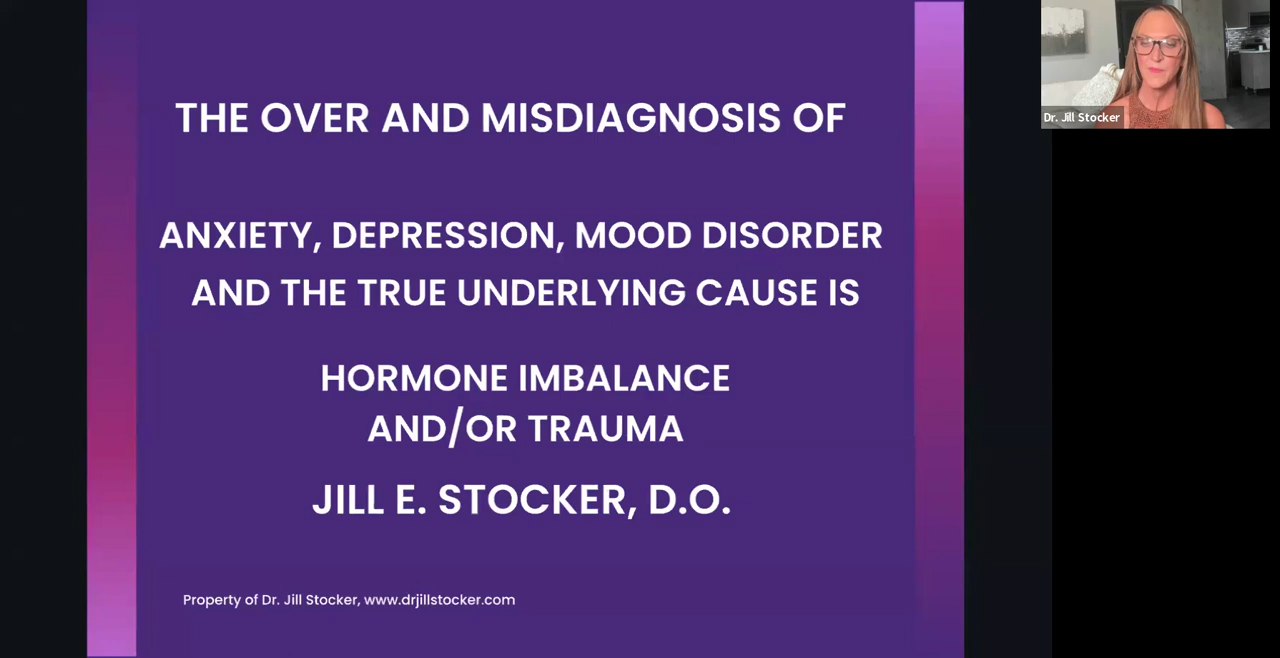 THE OVER AND MISDIAGNOSIS OF
ANXIETY, DEPRESSION, MOOD DISORDER
AND THE TRUE UNDERLYING CAUSE IS
HORMONE IMBALANCE
AND/OR TRAUMA
JILL E. STOCKER, D.O.
Property of Dr. Jill Stocker, www.drjillstocker.com
Dr. Jill Stocker